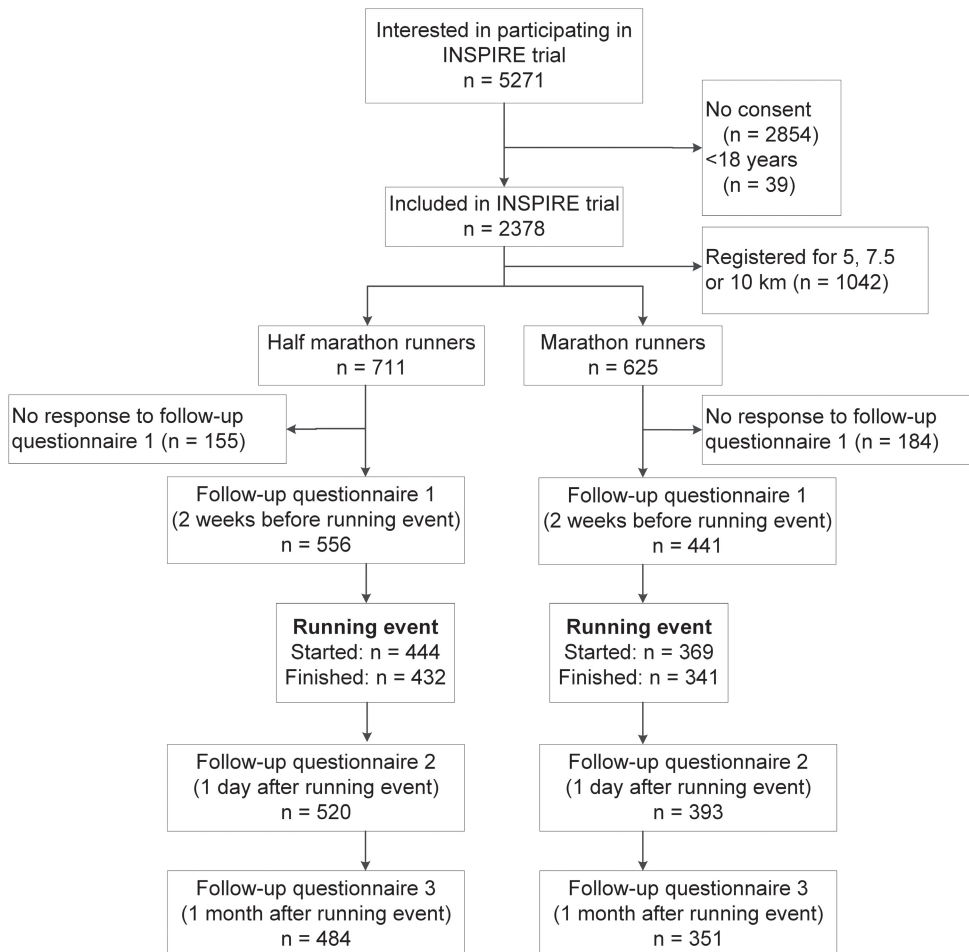 Interested in participating in
INSPIRE trial
n = 5271
No consent
(n = 2854)
<18 years
(n = 39)
Included in INSPIRE trial
n = 2378
Registered for 5, 7.5
or 10 km (n = 1042)
Half marathon runners
n = 711
Marathon runners
n = 625
No response to follow-up
questionnaire 1 (n = 155)
No response to follow-up
questionnaire 1 (n = 184)
Follow-up questionnaire 1
(2 weeks before running event)
n = 556
Follow-up questionnaire 1
(2 weeks before running event)
n = 441
Running event
Started: n = 444
Finished: n = 432
Running event
Started: n = 369
Finished: n = 341
Follow-up questionnaire 2
(1 day after running event)
n = 520
Follow-up questionnaire 2
(1 day after running event)
n = 393
Follow-up questionnaire 3
(1 month after running event)
n = 484
Follow-up questionnaire 3
(1 month after running event)
n = 351